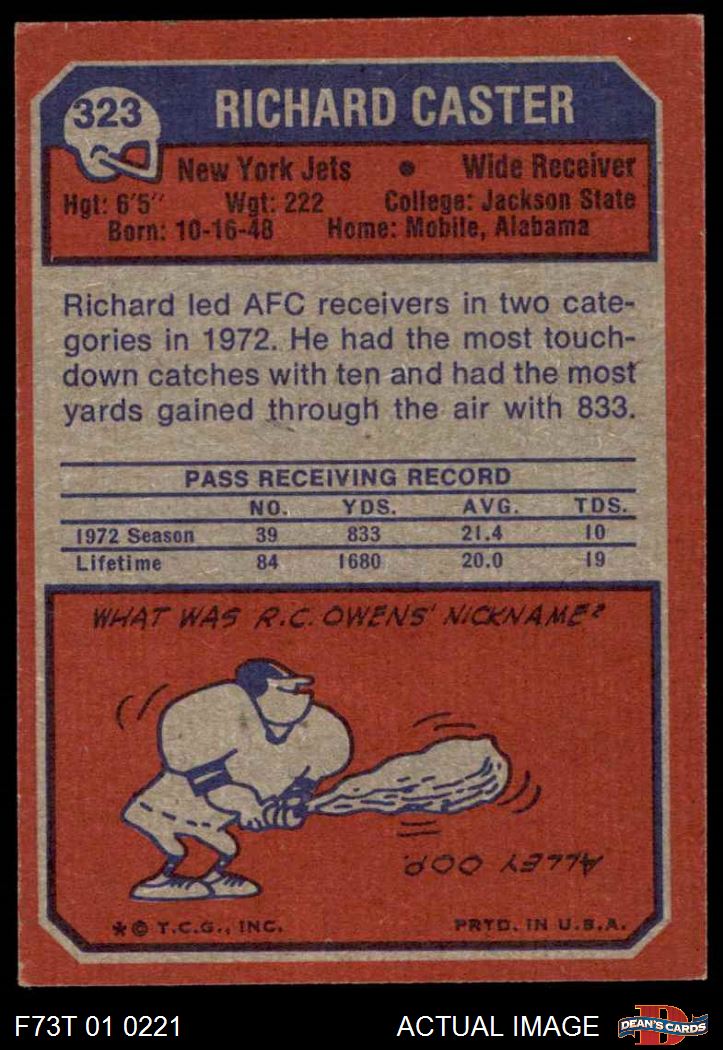 323
RICHARD CASTER
New York Jets • Wide Receiver
Hgt: 6'5" Wgt: 222 College: Jackson State
Born: 10-16-48 Home: Mobile, Alabama
Richard led AFC receivers in two cate-
gories in 1972. He had the most touch-
down catches with ten and had the most
yards gained through the air with 833.
PASS RECEIVING RECORD
NO. YDS. AVG. TDS.
1972 Season 39 833 21.4 10
Lifetime 84 1680 20.0 19
WHAT WAS R.C. OWENS' NICKNAME?
ALLEY OOP.
* © T.C.G., INC. PRTD. IN U.S.A.
F73T 01 0221 ACTUAL IMAGE
D
DEAN'S CARDS